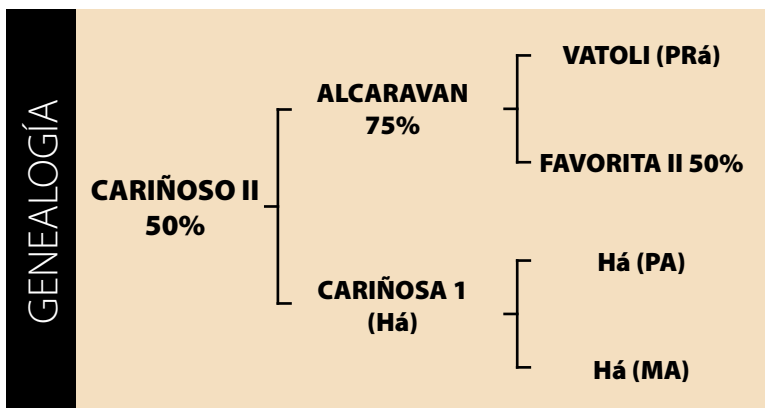 GENEALOGÍA
CARIÑOSO II
50%
ALCARAVAN
75%
CARIÑOSA 1
(Há)
VATOLI (PRá)
FAVORITA II 50%
Há (PA)
Há (MA)